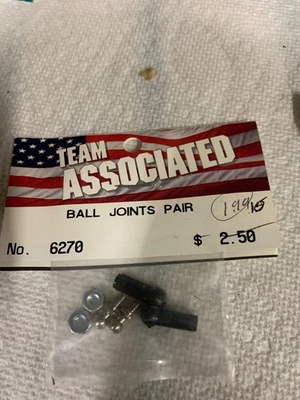 TEAM
ASSOCIATED
BALL JOINTS PAIR
No. 6270
$ 2.50